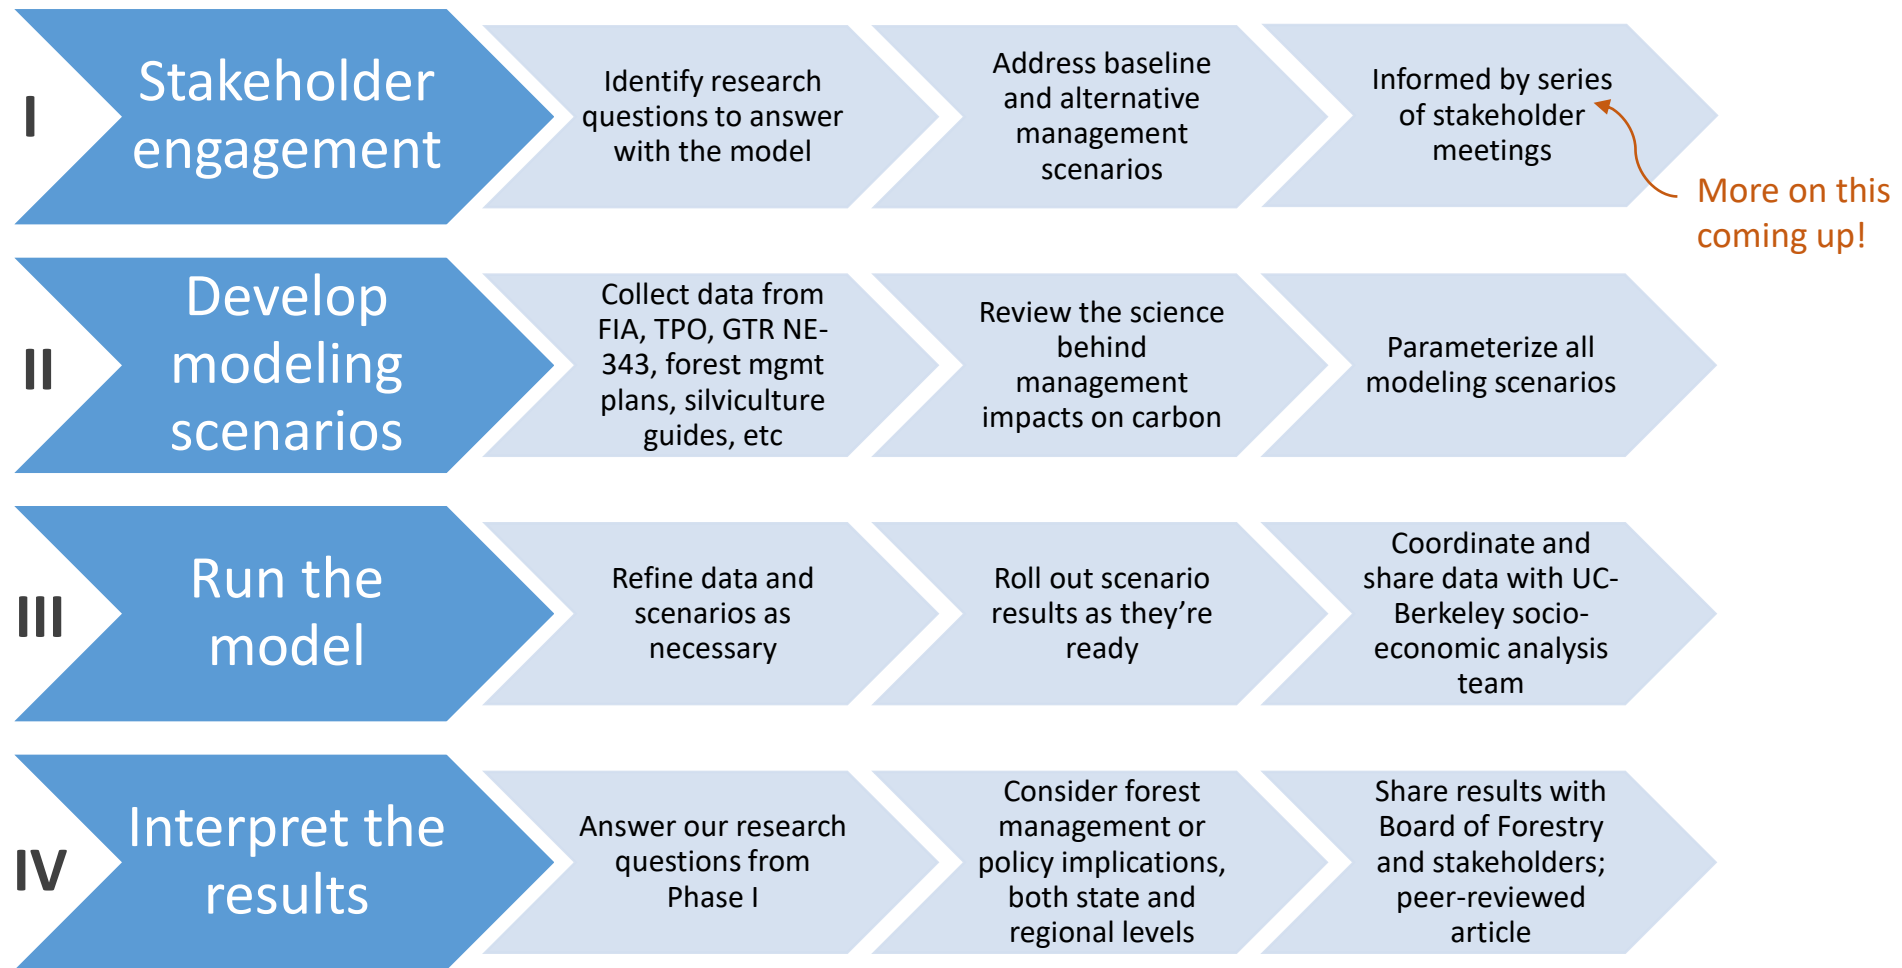 I
Stakeholder
engagement
Identify research
questions to answer
with the model
Address baseline
and alternative
management
scenarios
Informed by series
of stakeholder
meetings
More on this
coming up!
II
Develop
modeling
scenarios
Collect data from
FIA, TPO, GTR NE-
343, forest mgmt
plans, silviculture
guides, etc
Review the science
behind
management
impacts on carbon
Parameterize all
modeling scenarios
III
Run the
model
Refine data and
scenarios as
necessary
Roll out scenario
results as they’re
ready
Coordinate and
share data with UC-
Berkeley socio-
economic analysis
team
IV
Interpret the
results
Answer our research
questions from
Phase I
Consider forest
management or
policy implications,
both state and
regional levels
Share results with
Board of Forestry
and stakeholders;
peer-reviewed
article